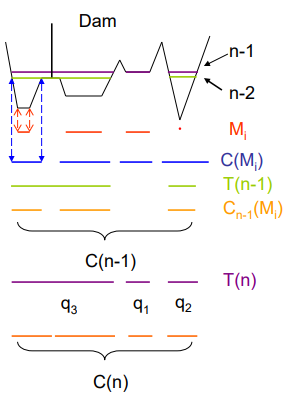 Dam
n-1
n-2
Mi
C(Mi)
T(n-1)
Cn-1(Mi)
C(n-1)
T(n)
q3 q1 q2
C(n)